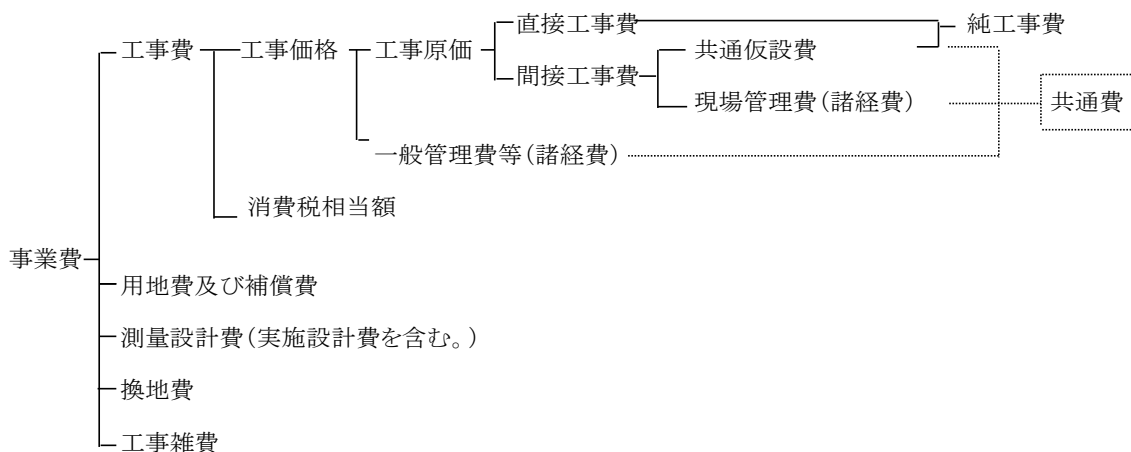 直接工事費
純工事費
工事費
工事価格
工事原価
共通仮設費
間接工事費
現場管理費(諸経費)
共通費
一般管理費等(諸経費)
消費税相当額
事業費
用地費及び補償費
測量設計費(実施設計費を含む。)
換地費
工事雑費